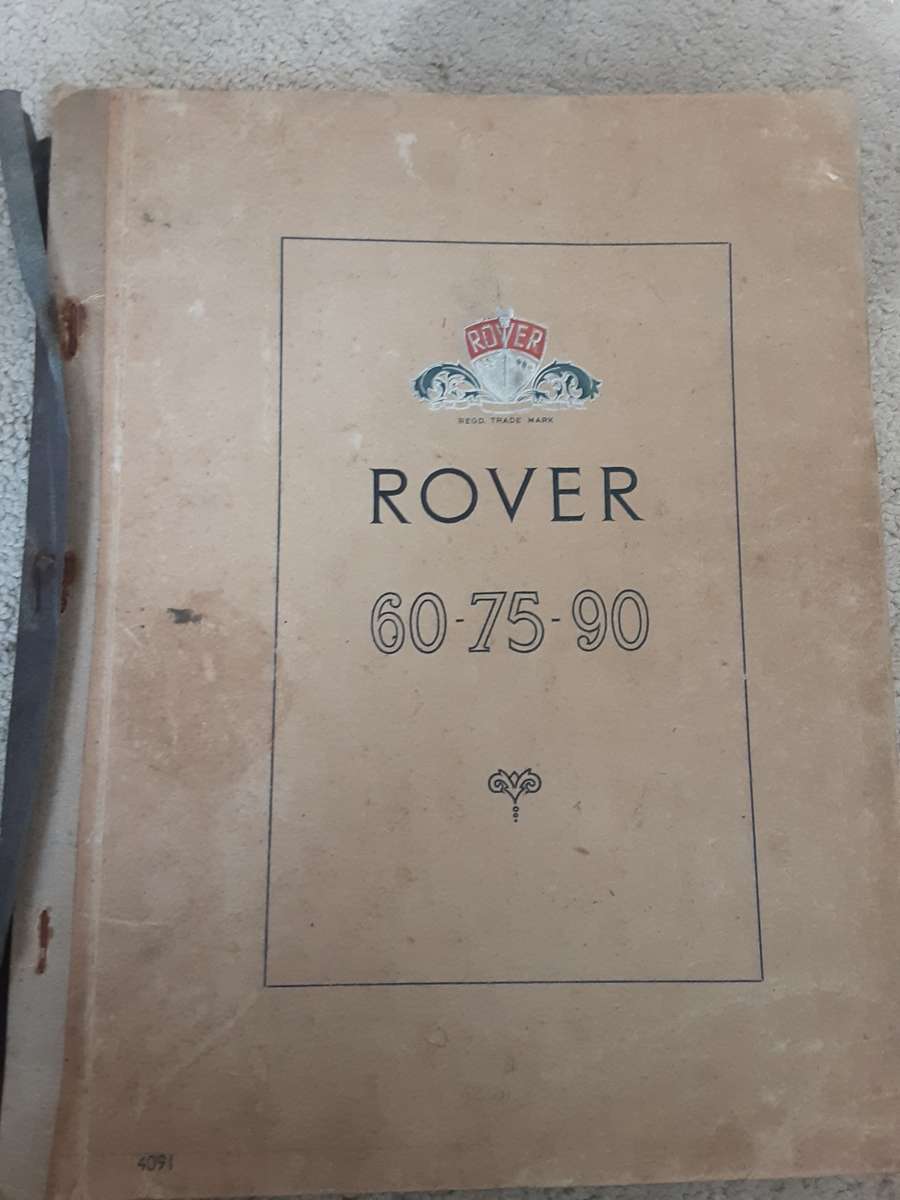 ROVER
REGD. TRADE MARK
ROVER
60-75-90
4091